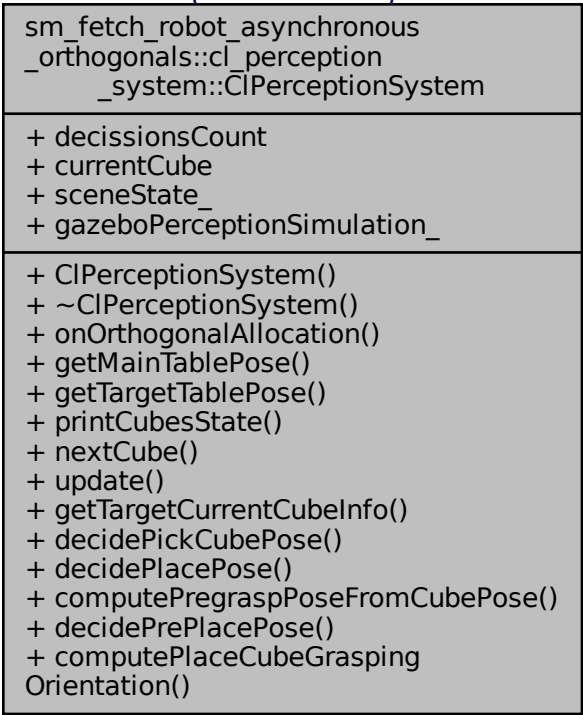 sm_fetch_robot_asynchronous
_orthogonals::cl_perception
_system::ClPerceptionSystem
+ decissionsCount
+ currentCube
+ sceneState_
+ gazeboPerceptionSimulation_
+ ClPerceptionSystem()
+ ~ClPerceptionSystem()
+ onOrthogonalAllocation()
+ getMainTablePose()
+ getTargetTablePose()
+ printCubesState()
+ nextCube()
+ update()
+ getTargetCurrentCubeInfo()
+ decidePickCubePose()
+ decidePlacePose()
+ computePregraspPoseFromCubePose()
+ decidePrePlacePose()
+ computePlaceCubeGrasping
Orientation()